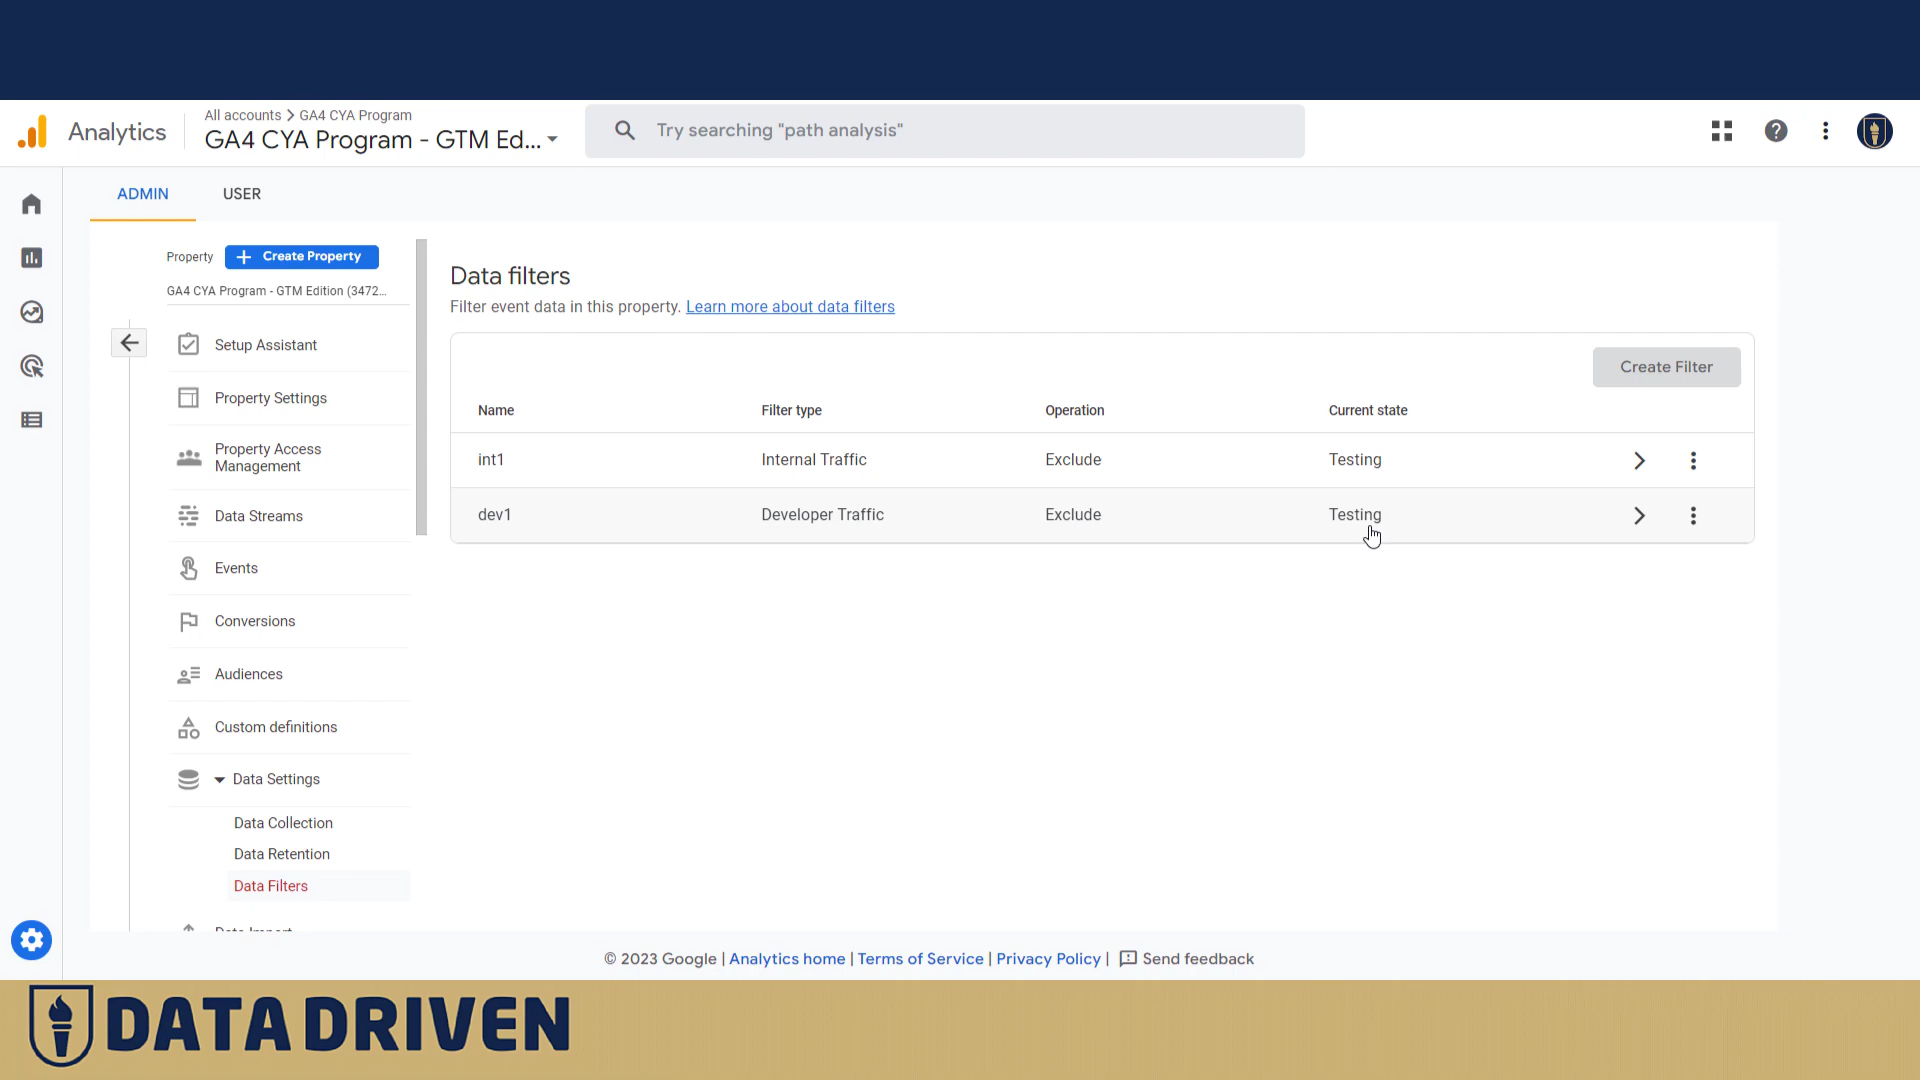 Analytics
All accounts > GA4 CYA Program
GA4 CYA Program - GTM Ed...
Try searching "path analysis"
ADMIN
USER
Property
Create Property
GA4 CYA Program - GTM Edition (3472...
Setup Assistant
Property Settings
Property Access
Management
Data Streams
Events
Conversions
Audiences
Custom definitions
Data Settings
Data Collection
Data Retention
Data Filters
Data Import
Data filters
Filter event data in this property. Learn more about data filters
Create Filter
Name Filter type Operation Current state
int1 Internal Traffic Exclude Testing
dev1 Developer Traffic Exclude Testing
© 2023 Google | Analytics home | Terms of Service | Privacy Policy | Send feedback
DATA DRIVEN